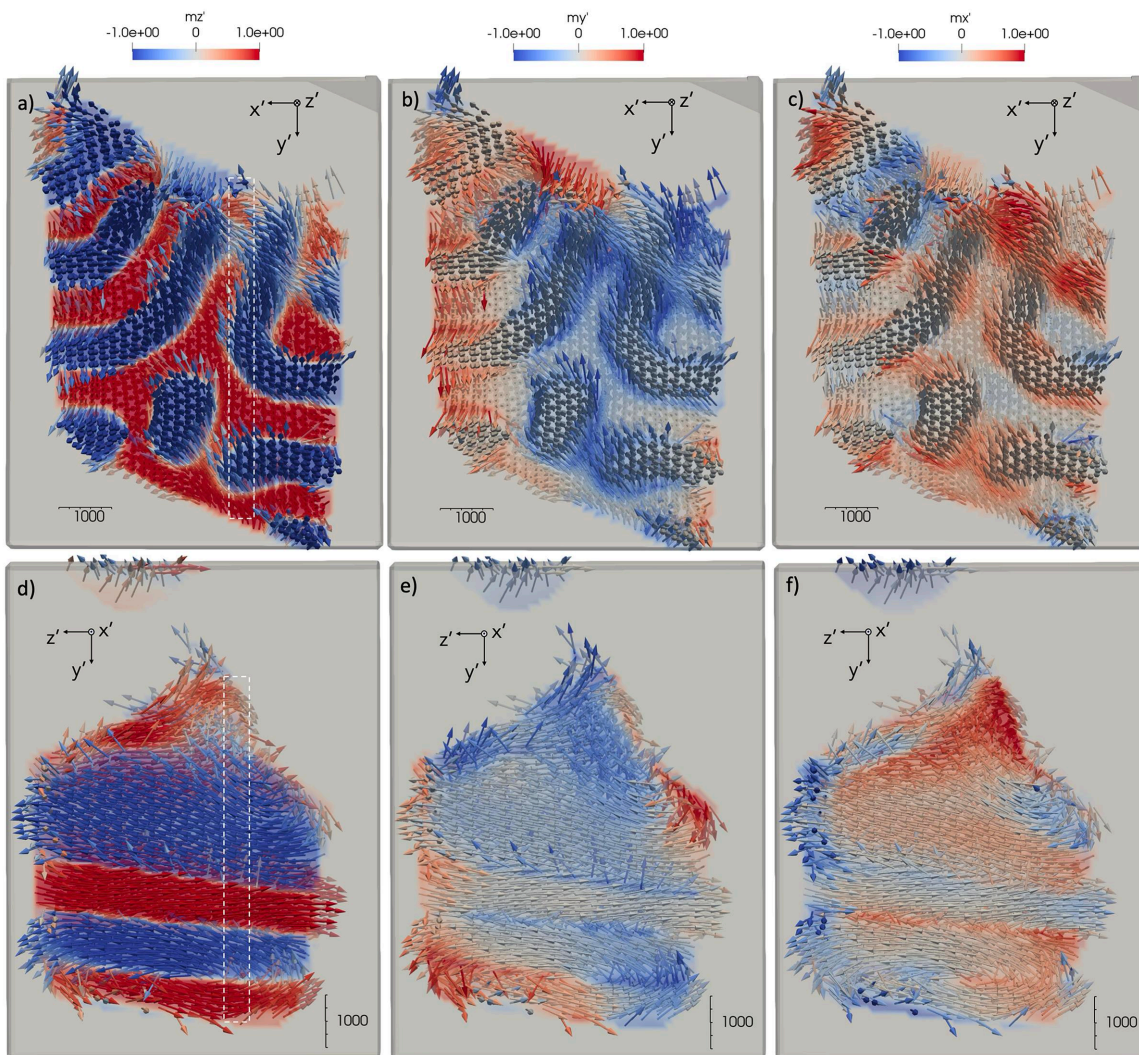 mz' my' mx'
-1.0e+00 0 1.0e+00 -1.0e+00 0 1.0e+00 -1.0e+00 0 1.0e+00
a) b) c)
x' z' x' z' x' z'
y' y' y'
1000 1000 1000
d) e) f)
z' x' z' x' z' x'
y' y' y'
1000 1000 1000